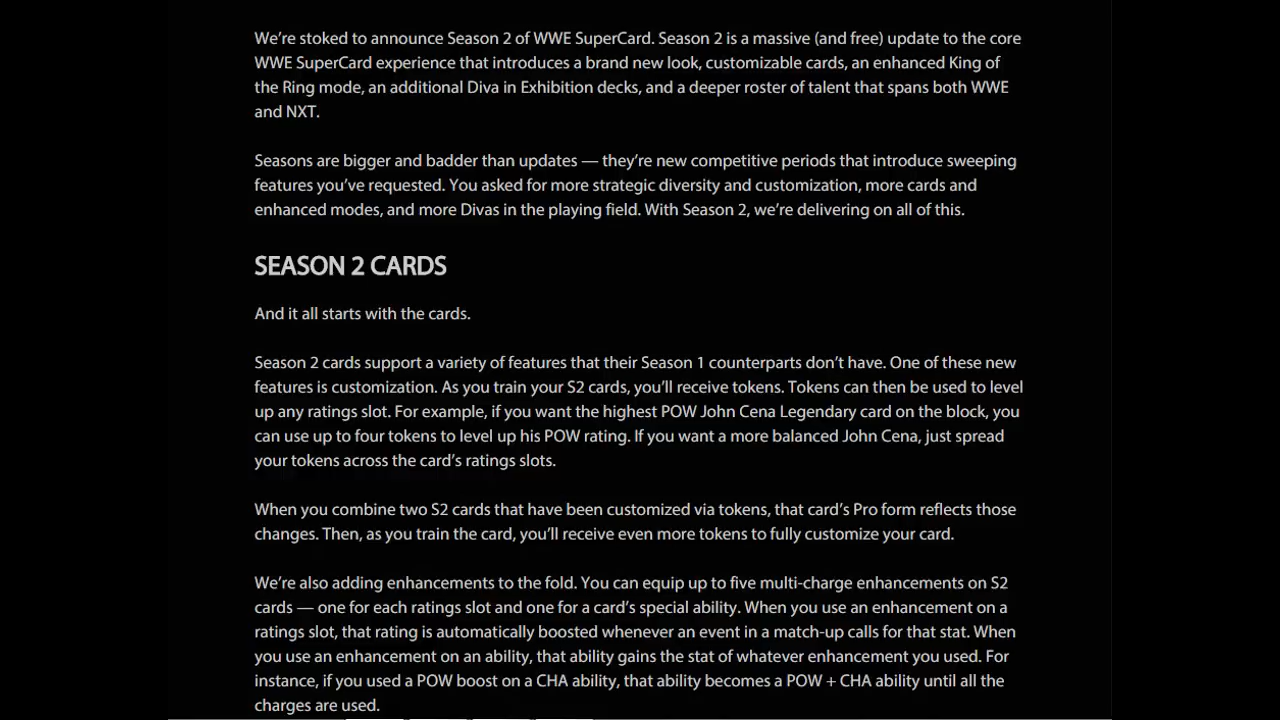 We're stoked to announce Season 2 of WWE SuperCard. Season 2 is a massive (and free) update to the core
WWE SuperCard experience that introduces a brand new look, customizable cards, an enhanced King of
the Ring mode, an additional Diva in Exhibition decks, and a deeper roster of talent that spans both WWE
and NXT.
Seasons are bigger and badder than updates — they're new competitive periods that introduce sweeping
features you've requested. You asked for more strategic diversity and customization, more cards and
enhanced modes, and more Divas in the playing field. With Season 2, we're delivering on all of this.
SEASON 2 CARDS
And it all starts with the cards.
Season 2 cards support a variety of features that their Season 1 counterparts don't have. One of these new
features is customization. As you train your S2 cards, you'll receive tokens. Tokens can then be used to level
up any ratings slot. For example, if you want the highest POW John Cena Legendary card on the block, you
can use up to four tokens to level up his POW rating. If you want a more balanced John Cena, just spread
your tokens across the card's ratings slots.
When you combine two S2 cards that have been customized via tokens, that card's Pro form reflects those
changes. Then, as you train the card, you'll receive even more tokens to fully customize your card.
We're also adding enhancements to the fold. You can equip up to five multi-charge enhancements on S2
cards — one for each ratings slot and one for a card's special ability. When you use an enhancement on a
ratings slot, that rating is automatically boosted whenever an event in a match-up calls for that stat. When
you use an enhancement on an ability, that ability gains the stat of whatever enhancement you used. For
instance, if you used a POW boost on a CHA ability, that ability becomes a POW + CHA ability until all the
charges are used.